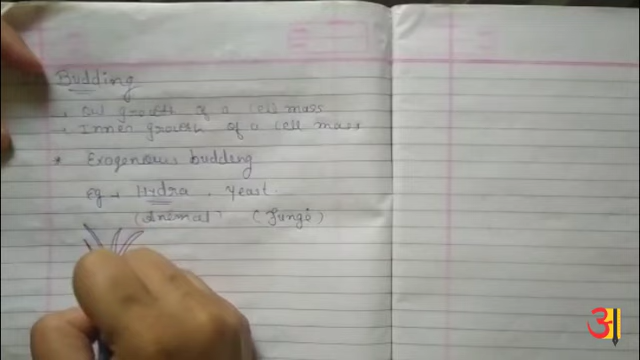 Budding
. Out growth of a cell mass
. Inner growth of a cell mass
* Exogenous budding
Eg → Hydra , Yeast.
(Animal) (Fungi)
अ